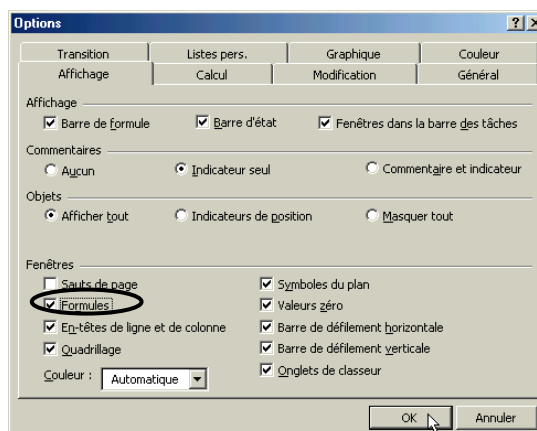 Options
Transition Listes pers. Graphique Couleur
Affichage Calcul Modification Général
Affichage
Barre de formule Barre d'état Fenêtres dans la barre des tâches
Commentaires
Aucun Indicateur seul Commentaire et indicateur
Objets
Afficher tout Indicateurs de position Masquer tout
Fenêtres
Sauts de page Symboles du plan
Formules Valeurs zéro
En-têtes de ligne et de colonne Barre de défilement horizontale
Quadrillage Barre de défilement verticale
Couleur : Automatique Onglets de classeur
OK Annuler